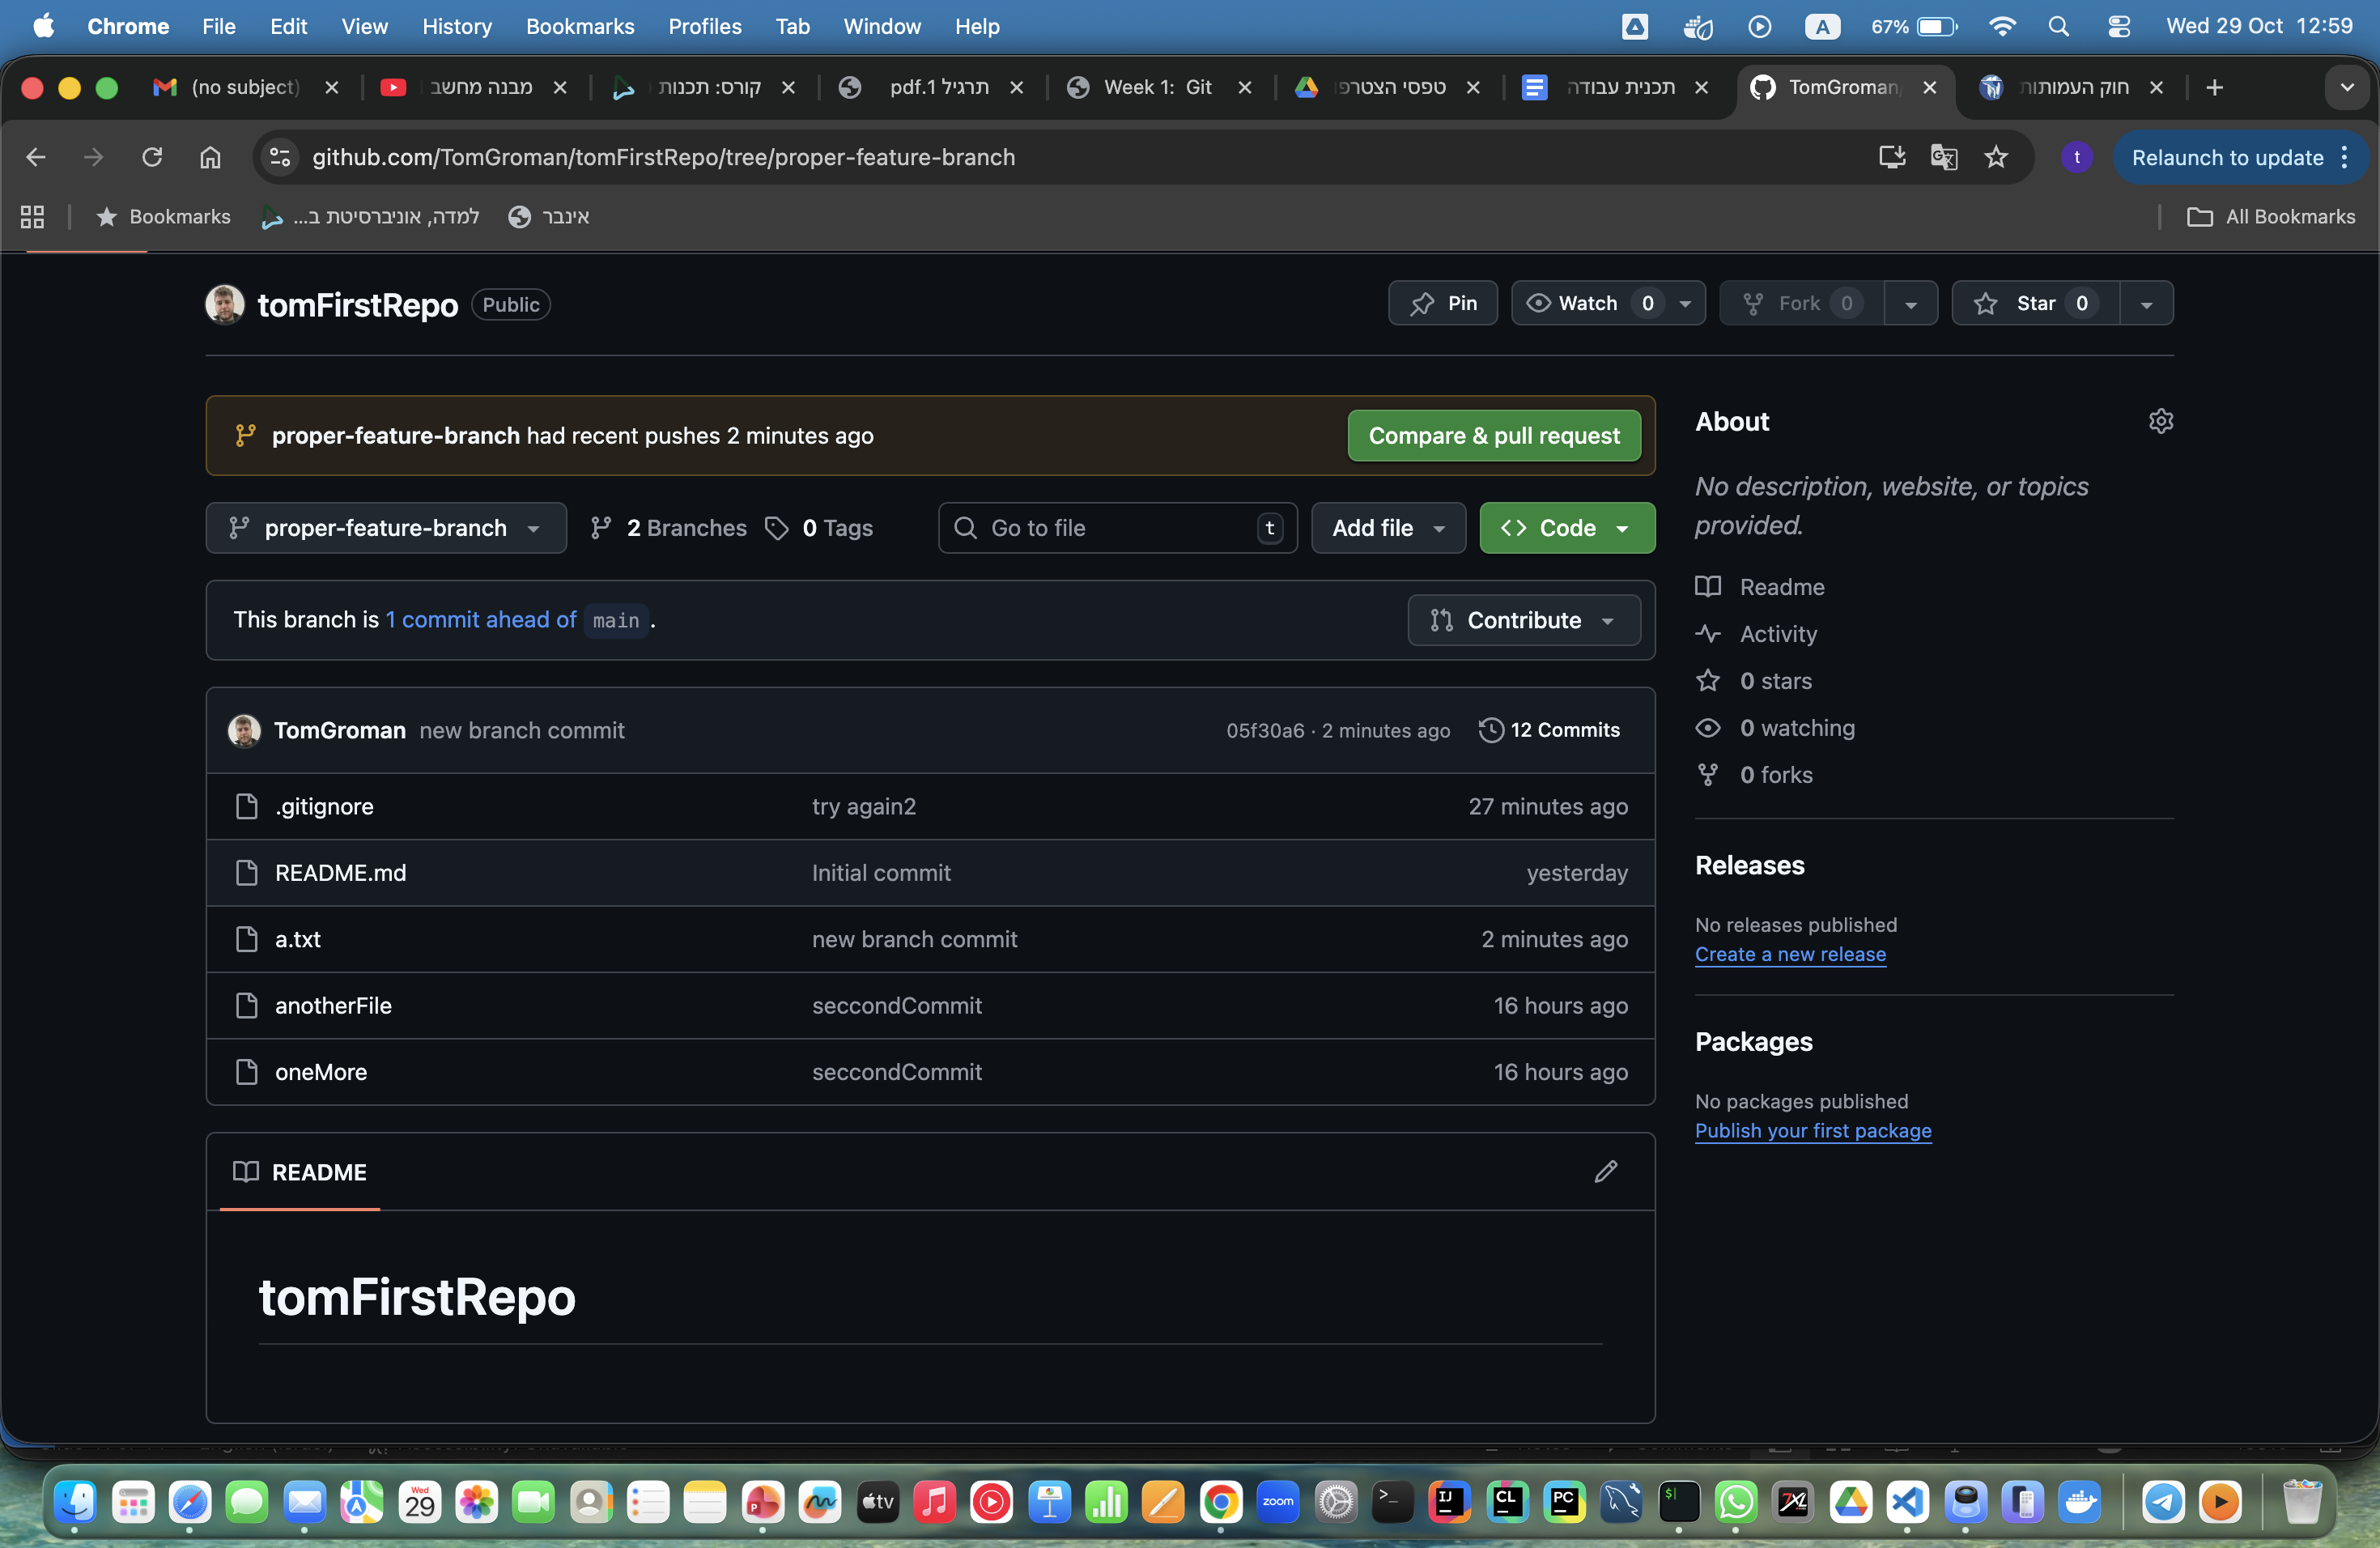 Chrome File Edit View History Bookmarks Profiles Tab Window Help A 67% Wed 29 Oct 12:59
(no subject) מבנה מחשב קורס: תכנות תרגיל 1.pdf Week 1: Git טפסי הצטרפו תכנית עבודה TomGroman/ חוק העמותות
github.com/TomGroman/tomFirstRepo/tree/proper-feature-branch t Relaunch to update
Bookmarks למדה, אוניברסיטת ב... אינבר All Bookmarks
tomFirstRepo Public Pin Watch 0 Fork 0 Star 0
proper-feature-branch had recent pushes 2 minutes ago Compare & pull request
proper-feature-branch 2 Branches 0 Tags Go to file t Add file Code
This branch is 1 commit ahead of main . Contribute
TomGroman new branch commit 05f30a6 · 2 minutes ago 12 Commits
.gitignore try again2 27 minutes ago
README.md Initial commit yesterday
a.txt new branch commit 2 minutes ago
anotherFile seccondCommit 16 hours ago
oneMore seccondCommit 16 hours ago
README
tomFirstRepo
About
No description, website, or topics
provided.
Readme
Activity
0 stars
0 watching
0 forks
Releases
No releases published
Create a new release
Packages
No packages published
Publish your first package
Wed
29
tv
zoom
IJ
CL
PC